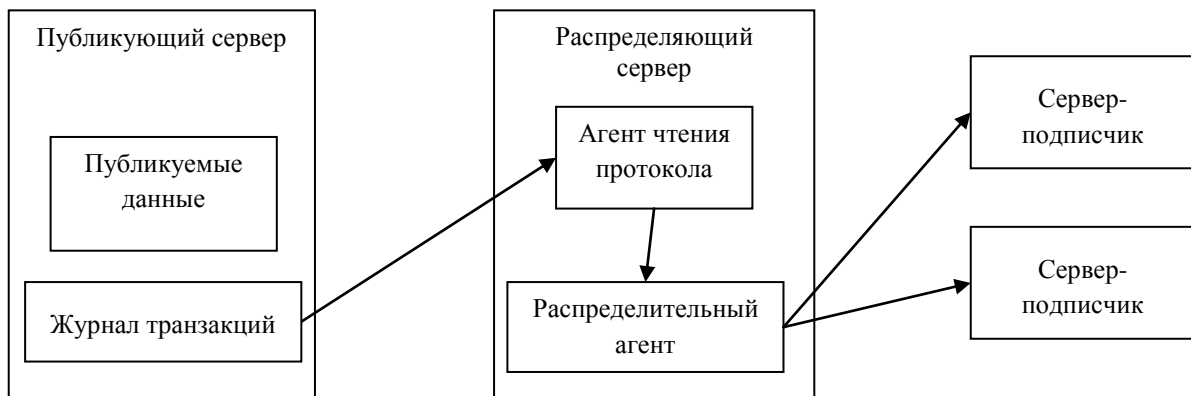 Публикующий сервер
Публикуемые
данные
Журнал транзакций
Распределяющий
сервер
Агент чтения
протокола
Распределительный
агент
Сервер-
подписчик
Сервер-
подписчик